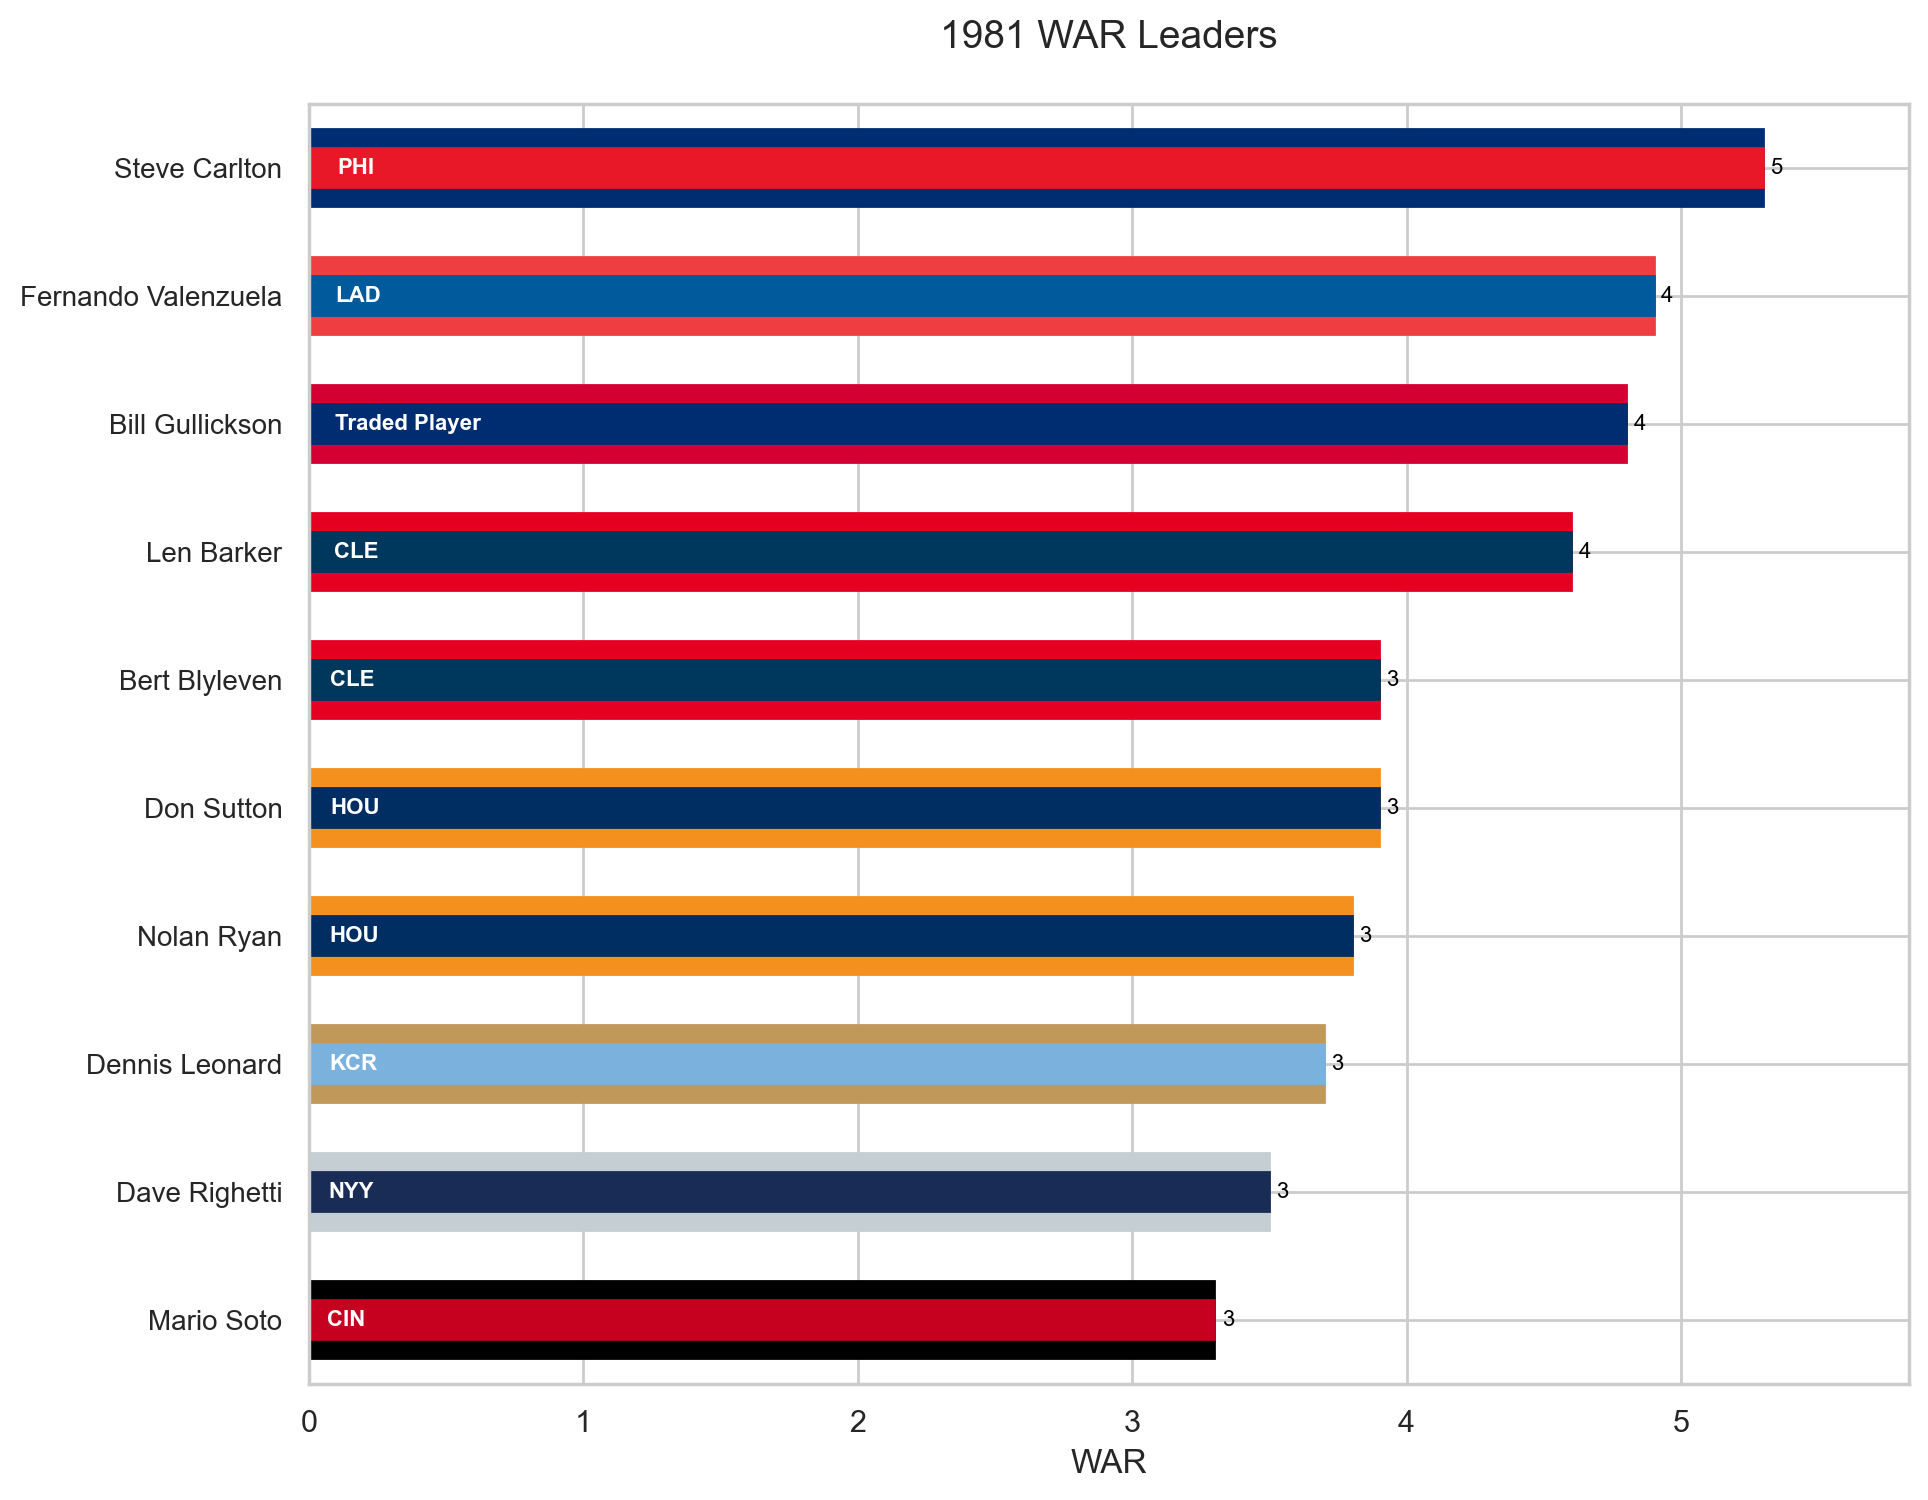 1981 WAR Leaders
Steve Carlton PHI 5
Fernando Valenzuela LAD 4
Bill Gullickson Traded Player 4
Len Barker CLE 4
Bert Blyleven CLE 3
Don Sutton HOU 3
Nolan Ryan HOU 3
Dennis Leonard KCR 3
Dave Righetti NYY 3
Mario Soto CIN 3
0 1 2 3 4 5
WAR